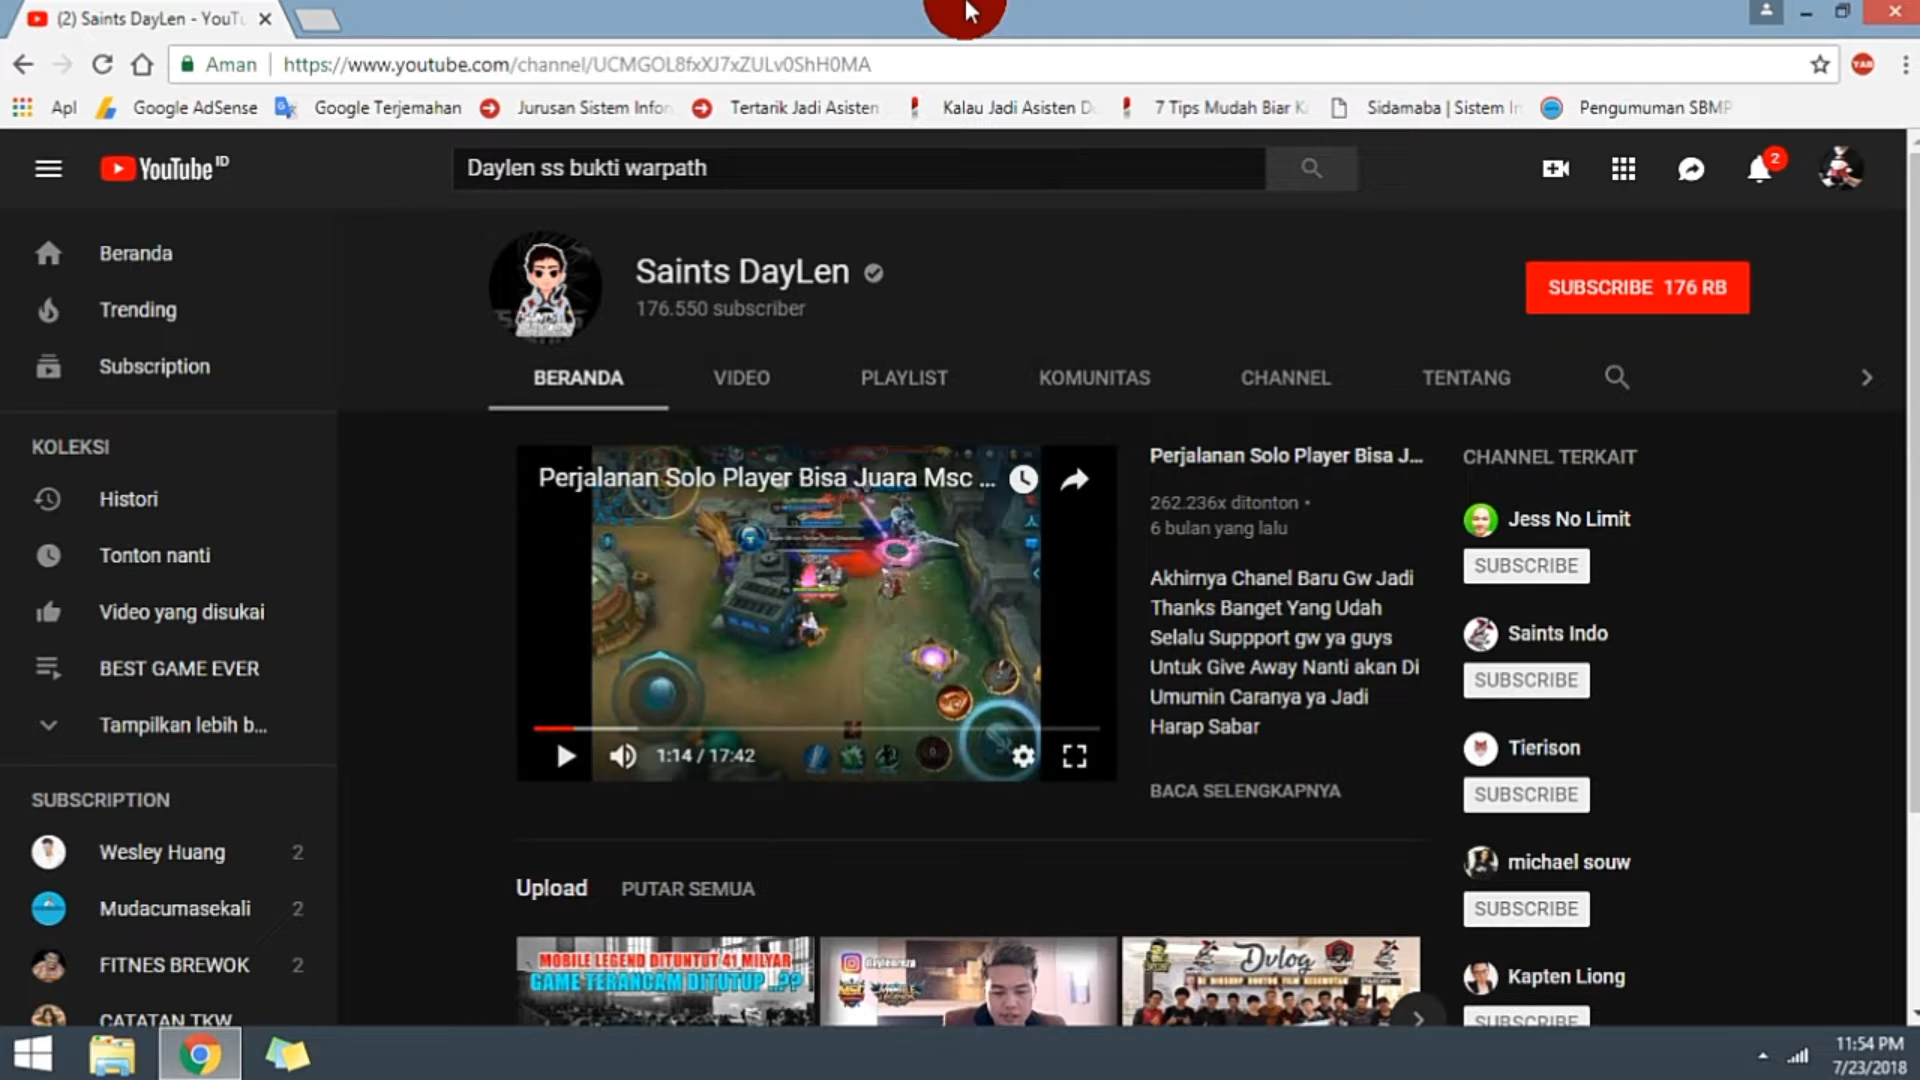 (2) Saints DayLen - YouTu
Aman
https://www.youtube.com/channel/UCMGOL8fxXJ7xZULv0ShH0MA
Apl
Google AdSense
Google Terjemahan
Jurusan Sistem Infor
Tertarik Jadi Asisten
Kalau Jadi Asisten D
7 Tips Mudah Biar K
Sidamaba | Sistem In
Pengumuman SBMP
YouTube ID
Daylen ss bukti warpath
2
Beranda
Trending
Subscription
KOLEKSI
Histori
Tonton nanti
Video yang disukai
BEST GAME EVER
Tampilkan lebih b...
SUBSCRIPTION
Wesley Huang 2
Mudacumasekali 2
FITNES BREWOK 2
CATATAN TKW
Saints DayLen
176.550 subscriber
SUBSCRIBE 176 RB
BERANDA
VIDEO
PLAYLIST
KOMUNITAS
CHANNEL
TENTANG
Perjalanan Solo Player Bisa Juara Msc ...
1:14 / 17:42
Perjalanan Solo Player Bisa J...
262.236x ditonton •
6 bulan yang lalu
Akhirnya Chanel Baru Gw Jadi
Thanks Banget Yang Udah
Selalu Suppport gw ya guys
Untuk Give Away Nanti akan Di
Umumin Caranya ya Jadi
Harap Sabar
BACA SELENGKAPNYA
CHANNEL TERKAIT
Jess No Limit
SUBSCRIBE
Saints Indo
SUBSCRIBE
Tierison
SUBSCRIBE
michael souw
SUBSCRIBE
Kapten Liong
SUBSCRIBE
Upload
PUTAR SEMUA
MOBILE LEGEND DITUNTUT 41 MILYAR
GAME TERANCAM DITUTUP ..??
daylenreza
Dvlog
11:54 PM
7/23/2018